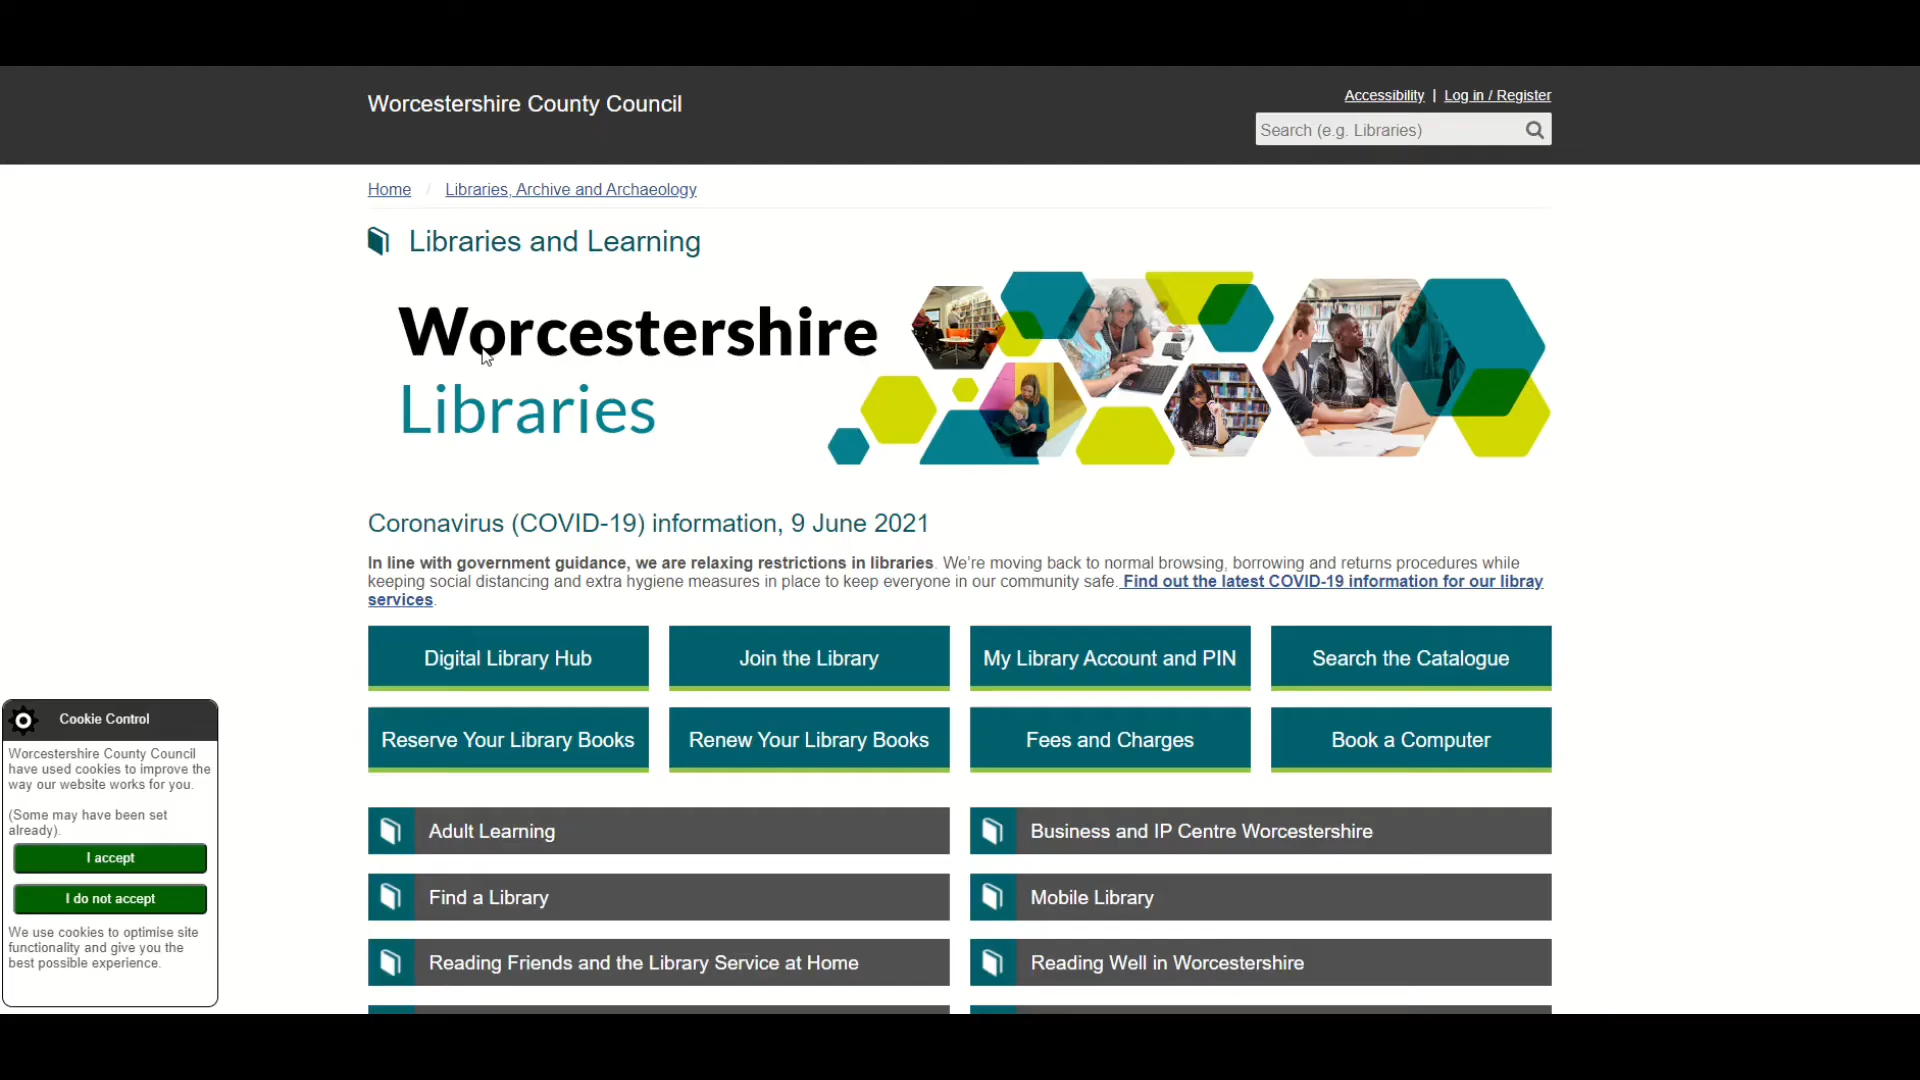 Worcestershire County Council
Accessibility | Log in / Register
Search (e.g. Libraries)
Home / Libraries, Archive and Archaeology
Libraries and Learning
Worcestershire
Libraries
Coronavirus (COVID-19) information, 9 June 2021
In line with government guidance, we are relaxing restrictions in libraries. We're moving back to normal browsing, borrowing and returns procedures while
keeping social distancing and extra hygiene measures in place to keep everyone in our community safe. Find out the latest COVID-19 information for our libray
services.
Digital Library Hub
Join the Library
My Library Account and PIN
Search the Catalogue
Reserve Your Library Books
Renew Your Library Books
Fees and Charges
Book a Computer
Adult Learning
Business and IP Centre Worcestershire
Find a Library
Mobile Library
Reading Friends and the Library Service at Home
Reading Well in Worcestershire
Cookie Control
Worcestershire County Council
have used cookies to improve the
way our website works for you.
(Some may have been set
already).
I accept
I do not accept
We use cookies to optimise site
functionality and give you the
best possible experience.